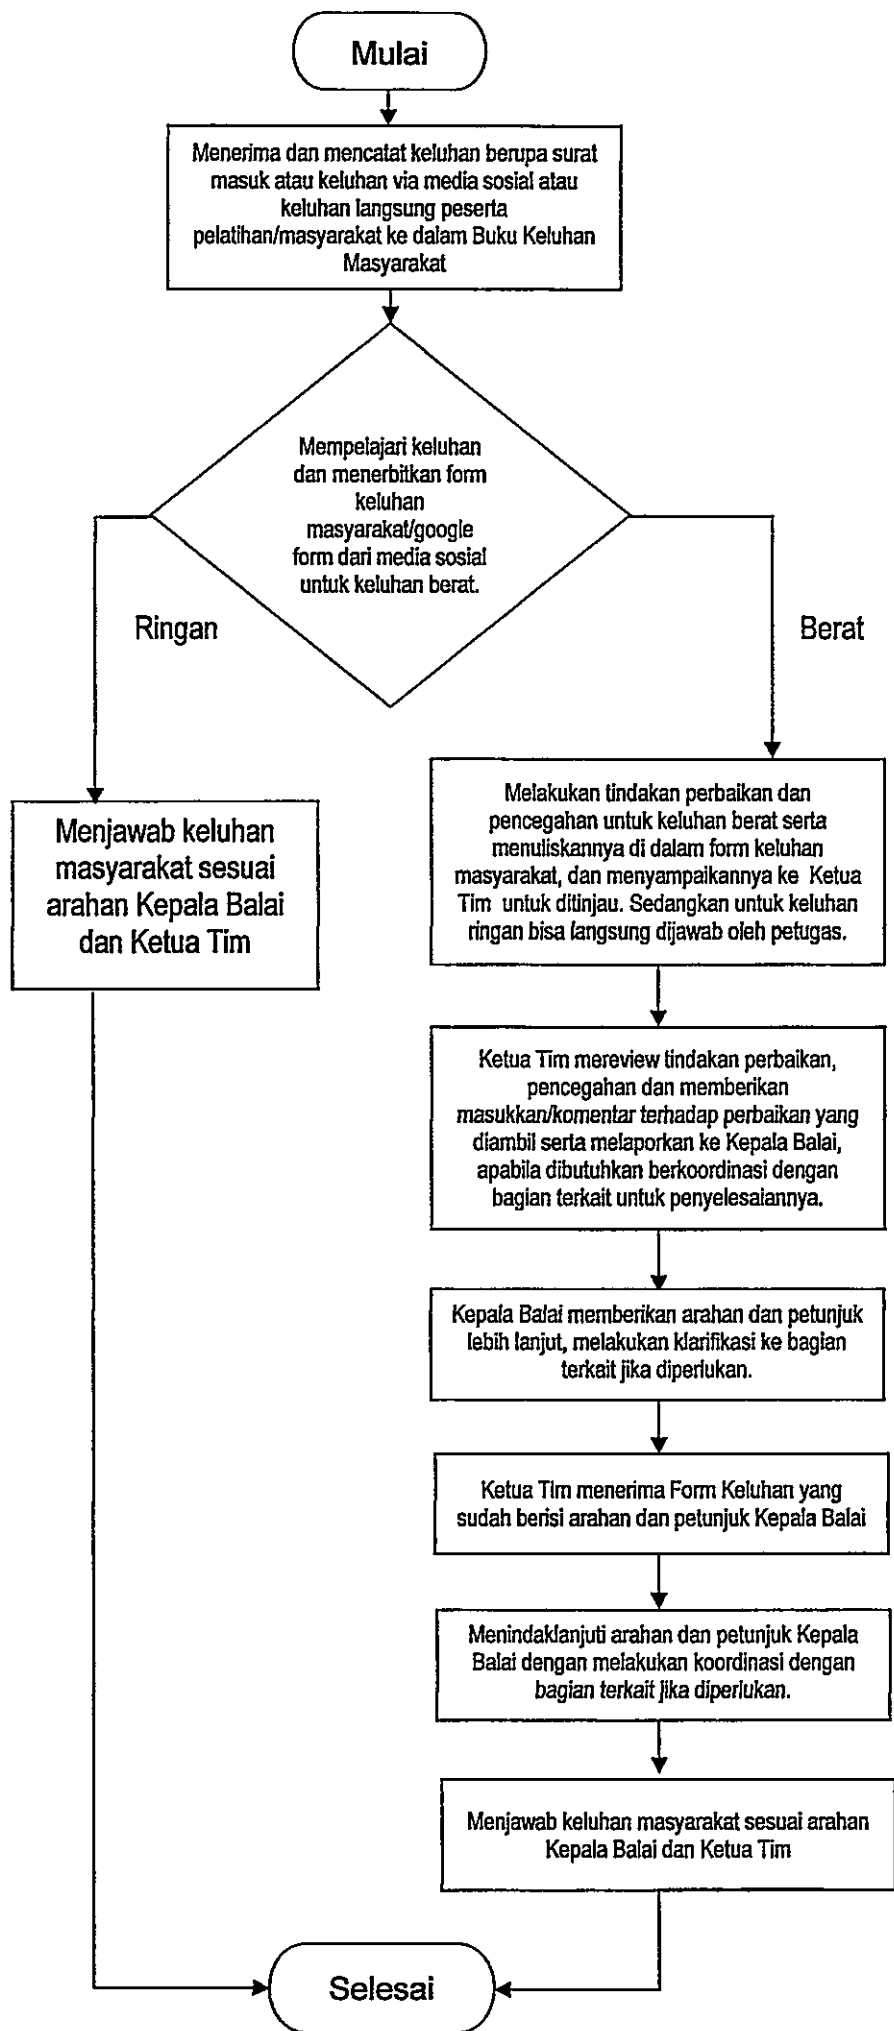 Mulai
Menerima dan mencatat keluhan berupa surat
masuk atau keluhan via media sosial atau
keluhan langsung peserta
pelatihan/masyarakat ke dalam Buku Keluhan
Masyarakat
Mempelajari keluhan
dan menerbitkan form
keluhan
masyarakat/google
form dari media sosial
untuk keluhan berat.
Ringan
Berat
Menjawab keluhan
masyarakat sesuai
arahan Kepala Balai
dan Ketua Tim
Melakukan tindakan perbaikan dan
pencegahan untuk keluhan berat serta
menuliskannya di dalam form keluhan
masyarakat, dan menyampaikannya ke Ketua
Tim untuk ditinjau. Sedangkan untuk keluhan
ringan bisa langsung dijawab oleh petugas.
Ketua Tim mereview tindakan perbaikan,
pencegahan dan memberikan
masukkan/komentar terhadap perbaikan yang
diambil serta melaporkan ke Kepala Balai,
apabila dibutuhkan berkoordinasi dengan
bagian terkait untuk penyelesaiannya.
Kepala Balai memberikan arahan dan petunjuk
lebih lanjut, melakukan klarifikasi ke bagian
terkait jika diperlukan.
Ketua Tim menerima Form Keluhan yang
sudah berisi arahan dan petunjuk Kepala Balai
Menindaklanjuti arahan dan petunjuk Kepala
Balai dengan melakukan koordinasi dengan
bagian terkait jika diperlukan.
Menjawab keluhan masyarakat sesuai arahan
Kepala Balai dan Ketua Tim
Selesai